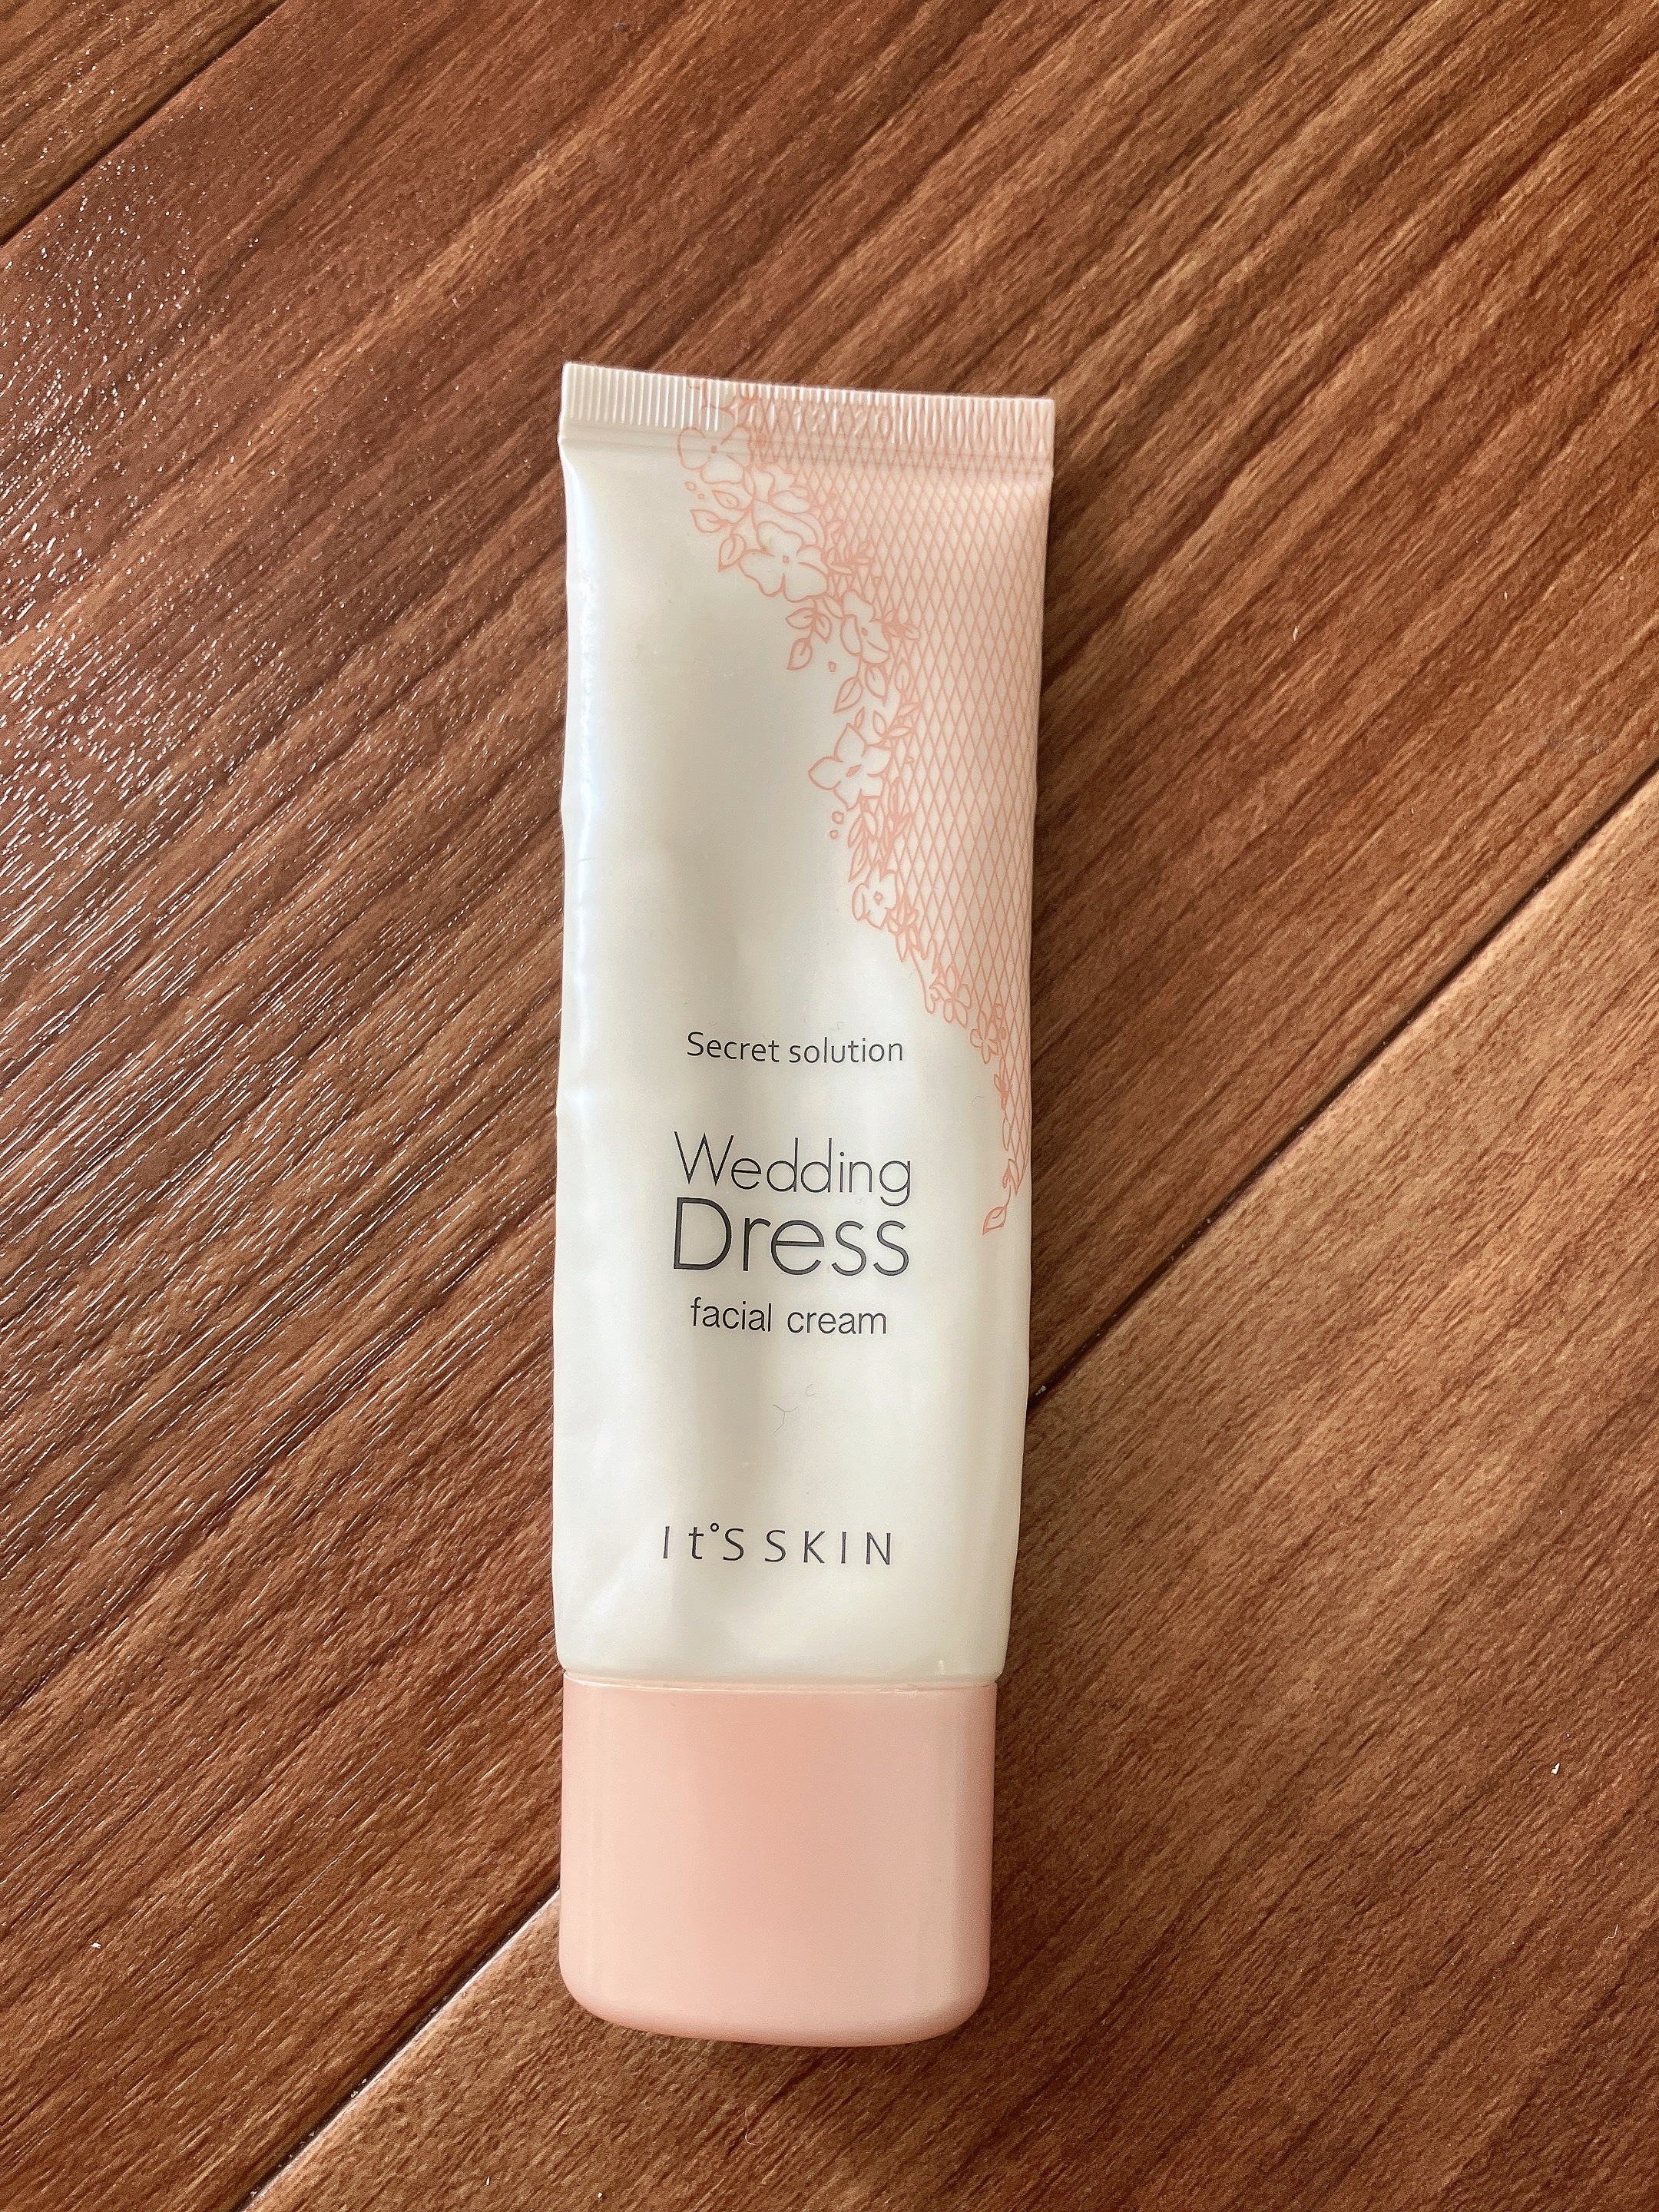 Secret solution
Wedding
Dress
facial cream
It°S SKIN